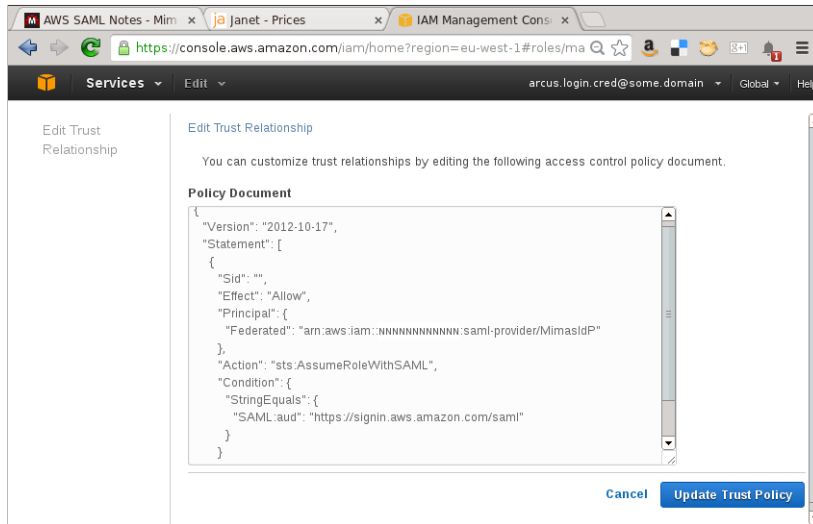 AWS SAML Notes - Mim
Janet - Prices
IAM Management Cons
https://console.aws.amazon.com/iam/home?region=eu-west-1#roles/ma
Services
Edit
arcus.login.cred@some.domain
Global
Help
Edit Trust
Relationship
Edit Trust Relationship
You can customize trust relationships by editing the following access control policy document.
Policy Document
{
"Version": "2012-10-17",
"Statement": [
{
"Sid": "",
"Effect": "Allow",
"Principal": {
"Federated": "arn:aws:iam::NNNNNNNNNNNN:saml-provider/MimasIdP"
},
"Action": "sts:AssumeRoleWithSAML",
"Condition": {
"StringEquals": {
"SAML:aud": "https://signin.aws.amazon.com/saml"
}
}
Cancel
Update Trust Policy